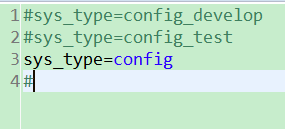 1 #sys_type=config_develop
2 #sys_type=config_test
3 sys_type=config
4 #